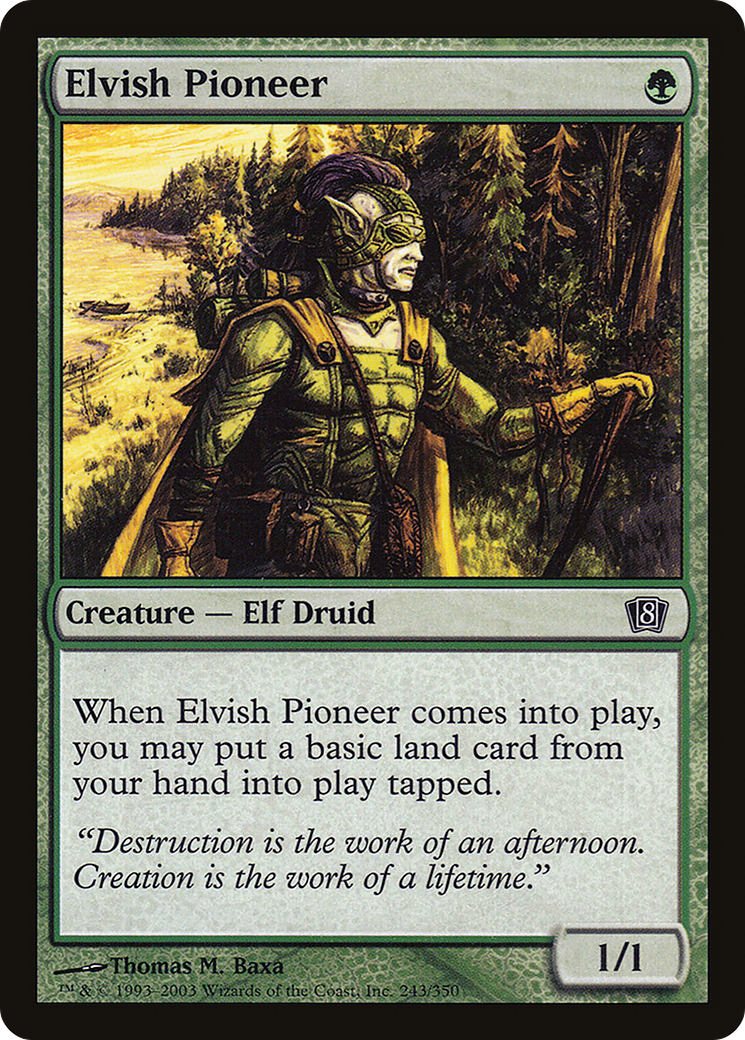 Elvish Pioneer
Creature — Elf Druid
8
When Elvish Pioneer comes into play,
you may put a basic land card from
your hand into play tapped.
“Destruction is the work of an afternoon.
Creation is the work of a lifetime.”
1/1
Thomas M. Baxa
™ & © 1993–2003 Wizards of the Coast, Inc. 243/350